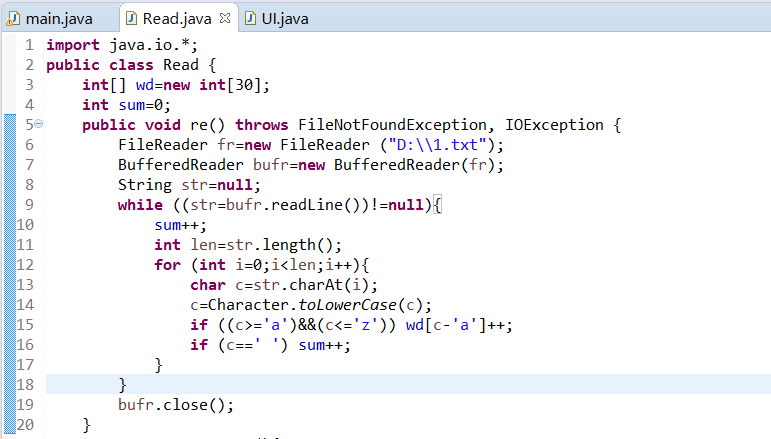 main.java Read.java UI.java
1 import java.io.*;
2 public class Read {
3     int[] wd=new int[30];
4     int sum=0;
5     public void re() throws FileNotFoundException, IOException {
6         FileReader fr=new FileReader ("D:\\1.txt");
7         BufferedReader bufr=new BufferedReader(fr);
8         String str=null;
9         while ((str=bufr.readLine())!=null){
10             sum++;
11             int len=str.length();
12             for (int i=0;i<len;i++){
13                 char c=str.charAt(i);
14                 c=Character.toLowerCase(c);
15                 if ((c>='a')&&(c<='z')) wd[c-'a']++;
16                 if (c==' ') sum++;
17             }
18         }
19         bufr.close();
20     }